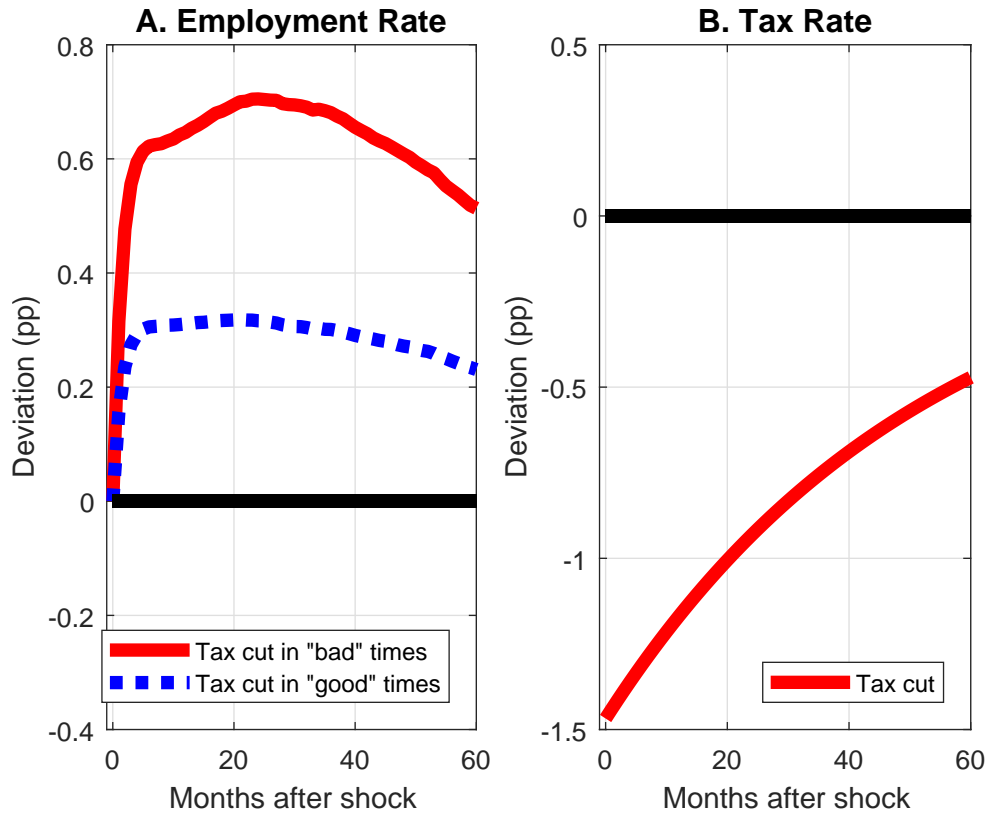 A. Employment Rate
Deviation (pp)
0.8
0.6
0.4
0.2
0
-0.2
-0.4
0
20
40
60
Months after shock
Tax cut in "bad" times
Tax cut in "good" times
B. Tax Rate
Deviation (pp)
0.5
0
-0.5
-1
-1.5
0
20
40
60
Months after shock
Tax cut